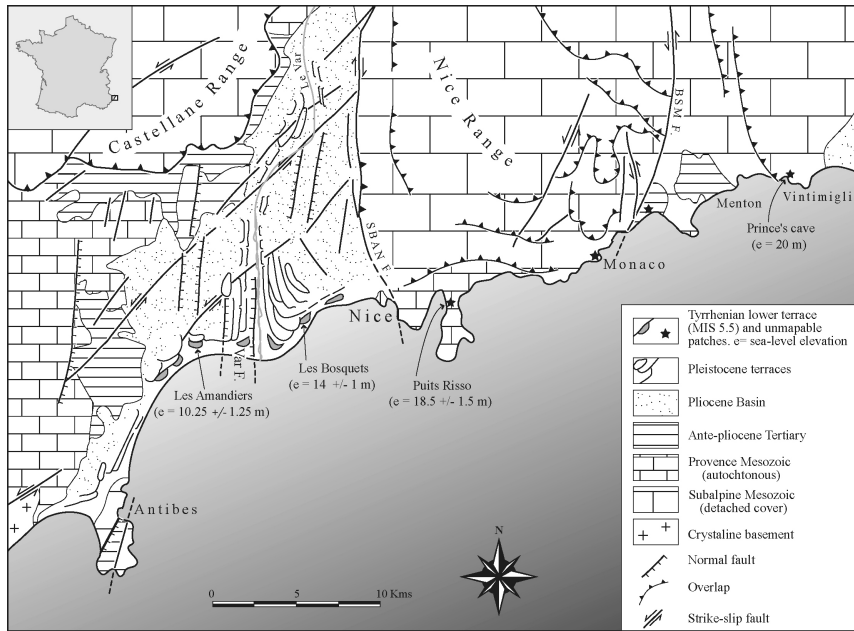 Castellane Range
Le Var
Nice Range
BSM F.
SBAN F.
Menton
Vintimigli
Prince's cave
(e = 20 m)
Monaco
Nice
Var F.
Les Bosquets
(e = 14 +/- 1 m)
Puits Risso
(e = 18.5 +/- 1.5 m)
Les Amandiers
(e = 10.25 +/- 1.25 m)
Antibes
N
0 5 10 Kms
Tyrrhenian lower terrace
(MIS 5.5) and unmapable
patches. e= sea-level elevation
Pleistocene terraces
Pliocene Basin
Ante-pliocene Tertiary
Provence Mesozoic
(autochtonous)
Subalpine Mesozoic
(detached cover)
Crystaline basement
Normal fault
Overlap
Strike-slip fault